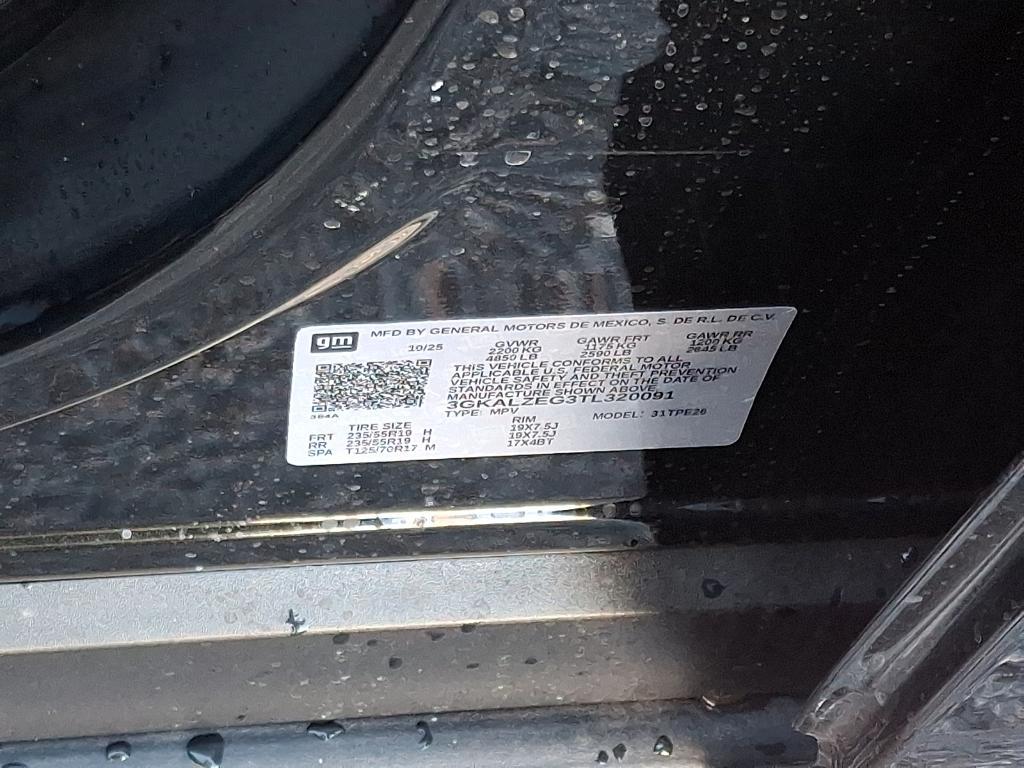 gm MFD BY GENERAL MOTORS DE MEXICO, S. DE R.L. DE C.V.
10/25 GVWR GAWR FRT GAWR RR
2200 KG 1175 KG 1200 KG
4850 LB 2590 LB 2645 LB
THIS VEHICLE CONFORMS TO ALL
APPLICABLE U.S. FEDERAL MOTOR
VEHICLE SAFETY AND THEFT PREVENTION
STANDARDS IN EFFECT ON THE DATE OF
MANUFACTURE SHOWN ABOVE.
384A
3GKALZEG3TL320091
TYPE: MPV MODEL: 31TPE26
TIRE SIZE RIM
FRT 235/55R19 H 19X7.5J
RR 235/55R19 H 19X7.5J
SPA T125/70R17 M 17X4BT